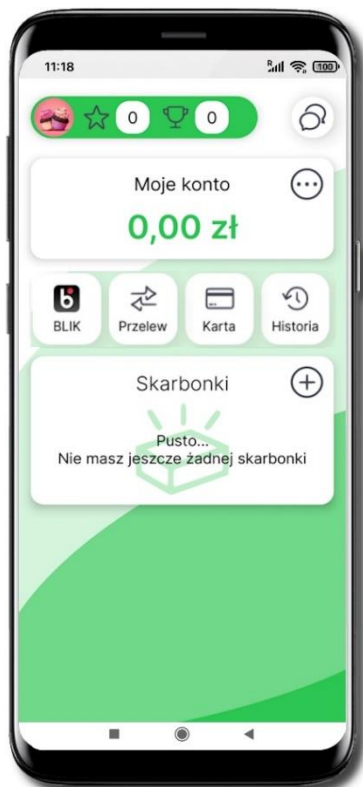 11:18
R
100
0
0
Moje konto
0,00 zł
BLIK
Przelew
Karta
Historia
Skarbonki
Pusto...
Nie masz jeszcze żadnej skarbonki